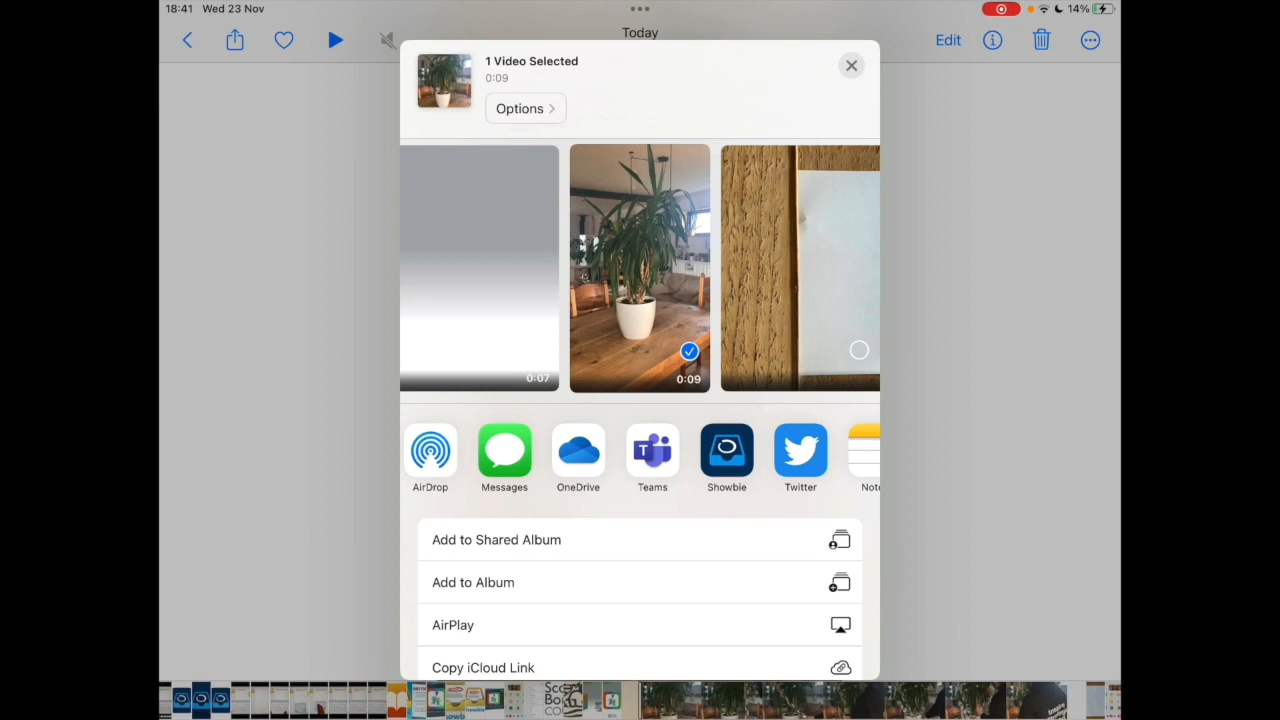 18:41 Wed 23 Nov
14%
Today
Edit
1 Video Selected
0:09
Options
0:07
0:09
AirDrop
Messages
OneDrive
Teams
Showbie
Twitter
Add to Shared Album
Add to Album
AirPlay
Copy iCloud Link